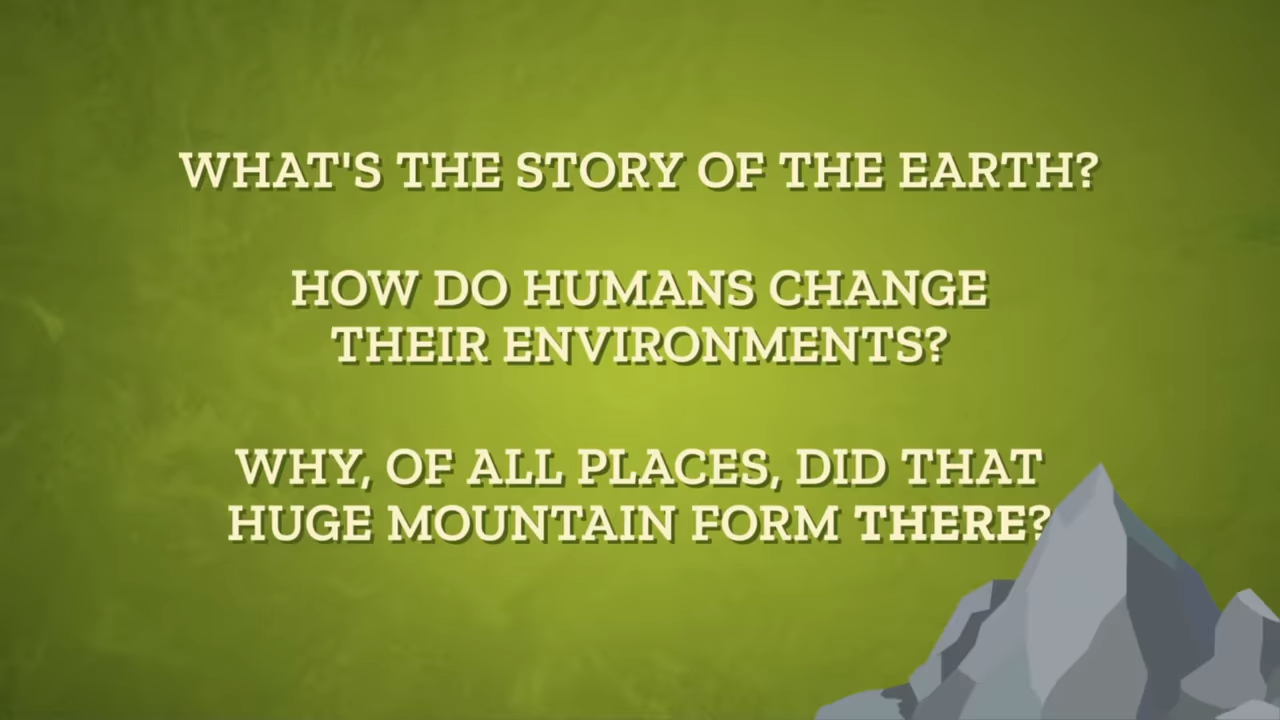 WHAT'S THE STORY OF THE EARTH?
HOW DO HUMANS CHANGE
THEIR ENVIRONMENTS?
WHY, OF ALL PLACES, DID THAT
HUGE MOUNTAIN FORM THERE?